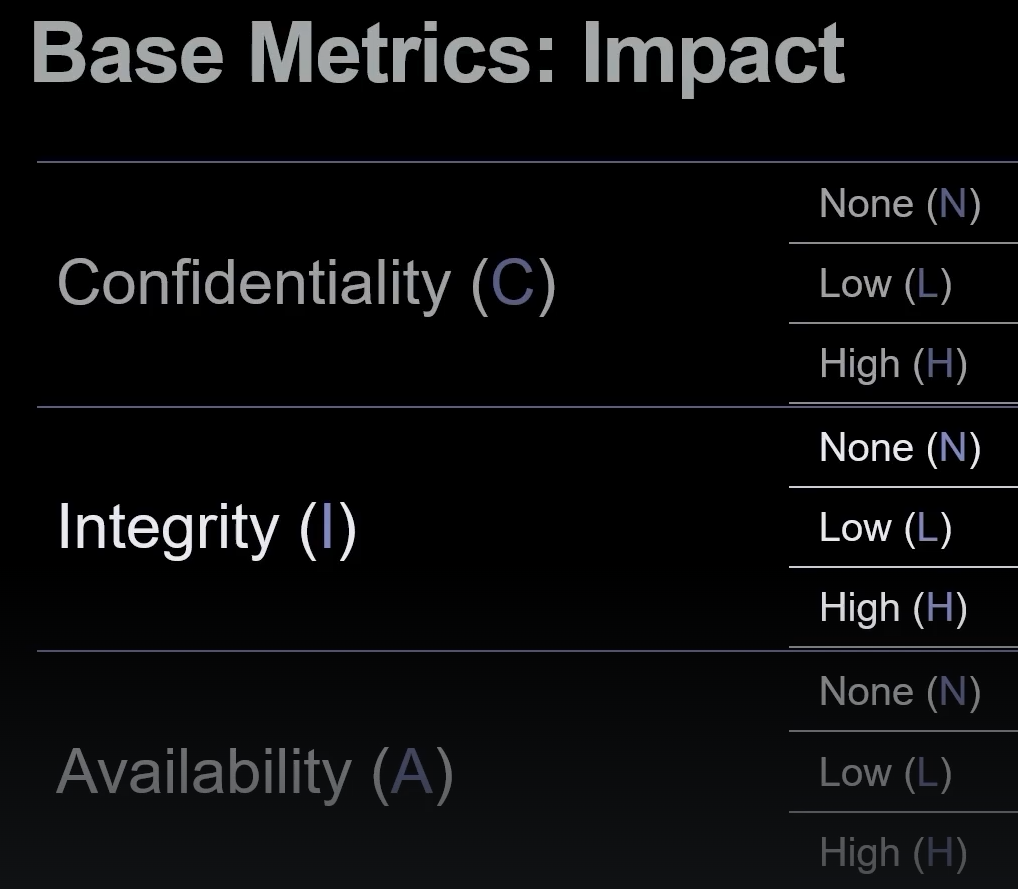 Base Metrics: Impact
Confidentiality (C)
None (N)
Low (L)
High (H)
Integrity (I)
None (N)
Low (L)
High (H)
Availability (A)
None (N)
Low (L)
High (H)